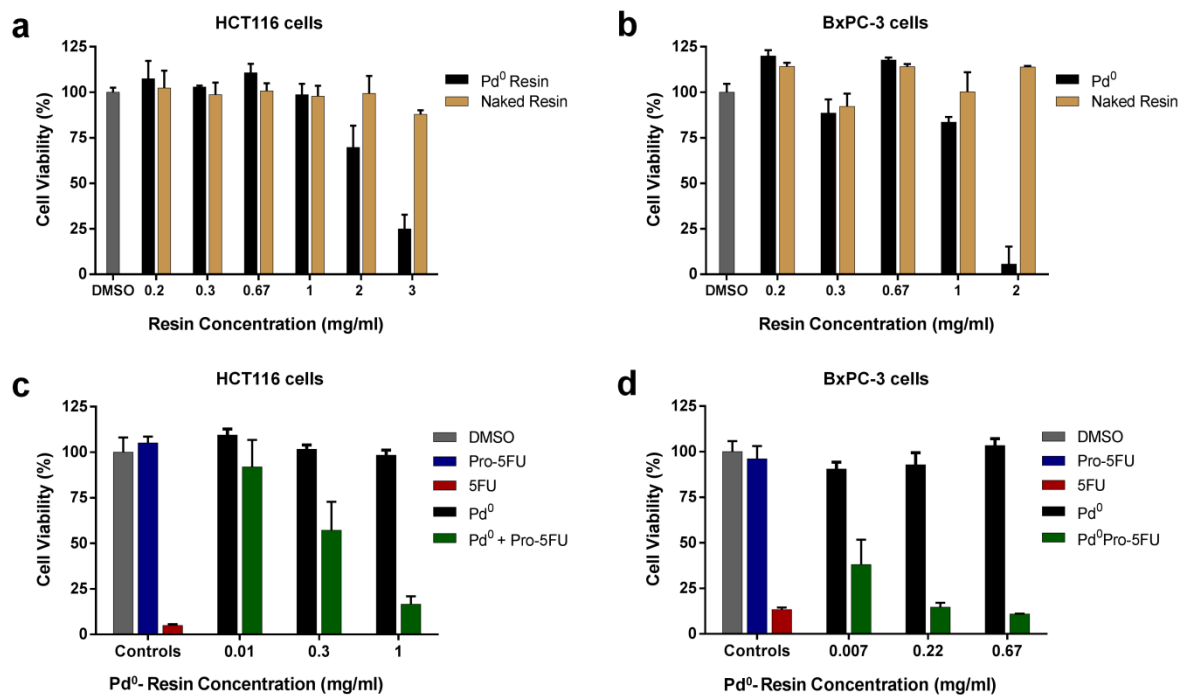 a
HCT116 cells
Cell Viability (%)
125
100
75
50
25
0
DMSO 0.2 0.3 0.67 1 2 3
Resin Concentration (mg/ml)
Pd⁰ Resin
Naked Resin
b
BxPC-3 cells
Cell Viability (%)
125
100
75
50
25
0
DMSO 0.2 0.3 0.67 1 2
Resin Concentration (mg/ml)
Pd⁰
Naked Resin
c
HCT116 cells
Cell Viability (%)
125
100
75
50
25
0
Controls 0.01 0.3 1
Pd⁰- Resin Concentration (mg/ml)
DMSO
Pro-5FU
5FU
Pd⁰
Pd⁰ + Pro-5FU
d
BxPC-3 cells
Cell Viability (%)
125
100
75
50
25
0
Controls 0.007 0.22 0.67
Pd⁰- Resin Concentration (mg/ml)
DMSO
Pro-5FU
5FU
Pd⁰
Pd⁰Pro-5FU